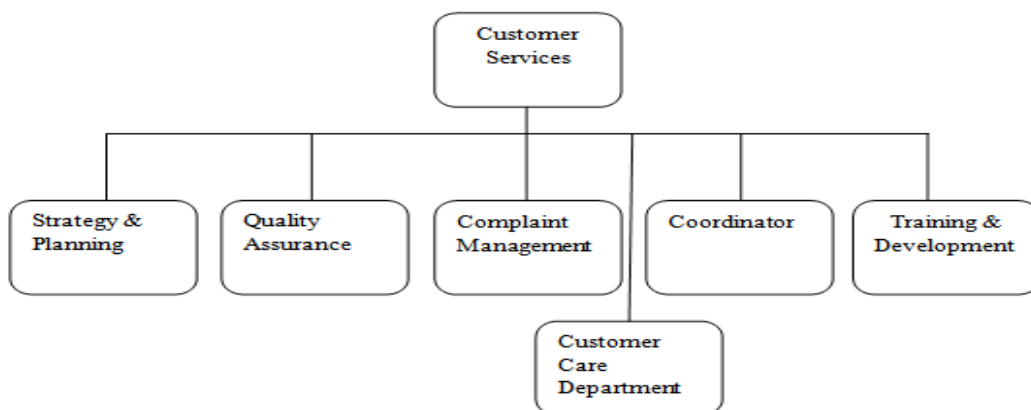 Customer
Services
Strategy &
Planning
Quality
Assurance
Complaint
Management
Coordinator
Training &
Development
Customer
Care
Department